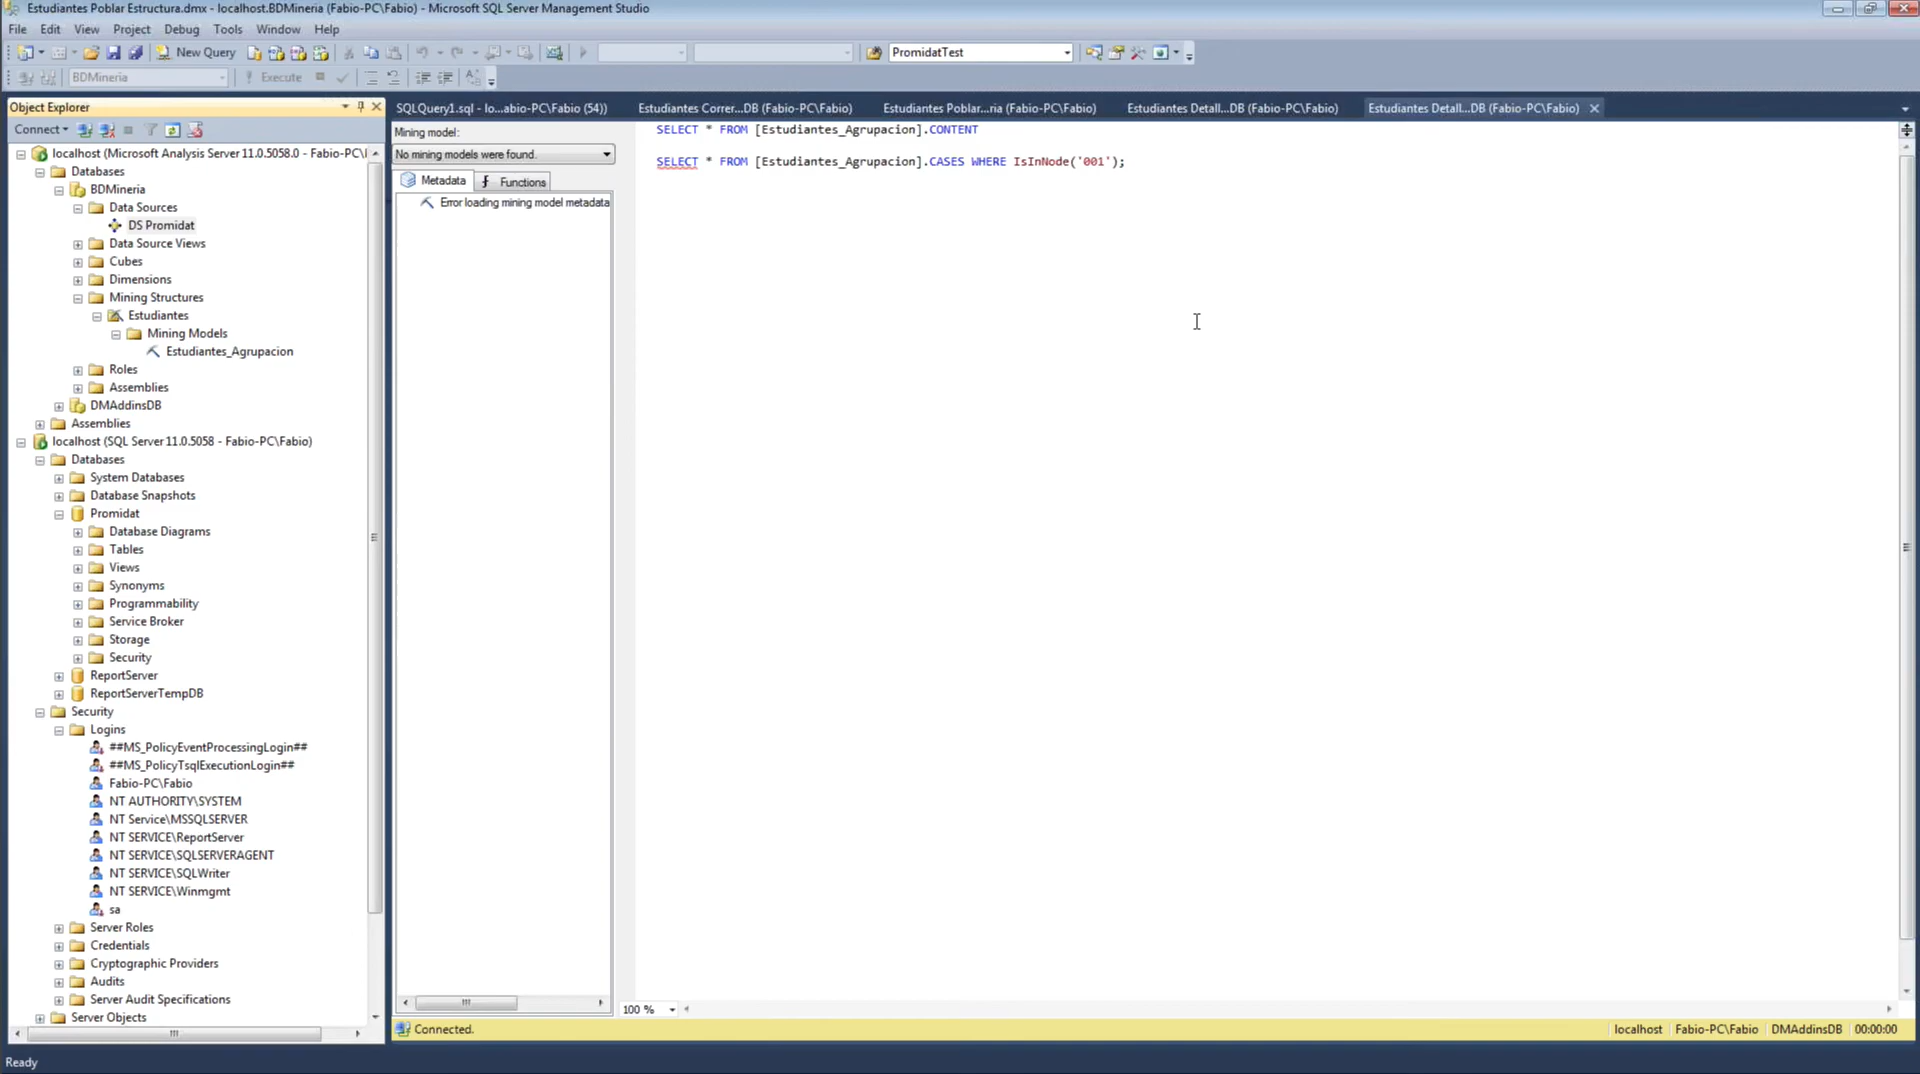 Estudiantes Poblar Estructura.dmx - localhost.BDMineria (Fabio-PC\Fabio) - Microsoft SQL Server Management Studio
File Edit View Project Debug Tools Window Help
New Query
PromidatTest
BDMineria
Execute
Object Explorer
Connect
localhost (Microsoft Analysis Server 11.0.5058.0 - Fabio-PC\
Databases
BDMineria
Data Sources
DS Promidat
Data Source Views
Cubes
Dimensions
Mining Structures
Estudiantes
Mining Models
Estudiantes_Agrupacion
Roles
Assemblies
DMAddinsDB
Assemblies
localhost (SQL Server 11.0.5058 - Fabio-PC\Fabio)
Databases
System Databases
Database Snapshots
Promidat
Database Diagrams
Tables
Views
Synonyms
Programmability
Service Broker
Storage
Security
ReportServer
ReportServerTempDB
Security
Logins
##MS_PolicyEventProcessingLogin##
##MS_PolicyTsqlExecutionLogin##
Fabio-PC\Fabio
NT AUTHORITY\SYSTEM
NT Service\MSSQLSERVER
NT SERVICE\ReportServer
NT SERVICE\SQLSERVERAGENT
NT SERVICE\SQLWriter
NT SERVICE\Winmgmt
sa
Server Roles
Credentials
Cryptographic Providers
Audits
Server Audit Specifications
Server Objects
SQLQuery1.sql - lo...abio-PC\Fabio (54)) Estudiantes Correr...DB (Fabio-PC\Fabio) Estudiantes Poblar...ria (Fabio-PC\Fabio) Estudiantes Detall...DB (Fabio-PC\Fabio) Estudiantes Detall...DB (Fabio-PC\Fabio)
Mining model:
No mining models were found.
Metadata Functions
Error loading mining model metadata
SELECT * FROM [Estudiantes_Agrupacion].CONTENT
SELECT * FROM [Estudiantes_Agrupacion].CASES WHERE IsInNode('001');
100 %
Connected. localhost Fabio-PC\Fabio DMAddinsDB 00:00:00
Ready